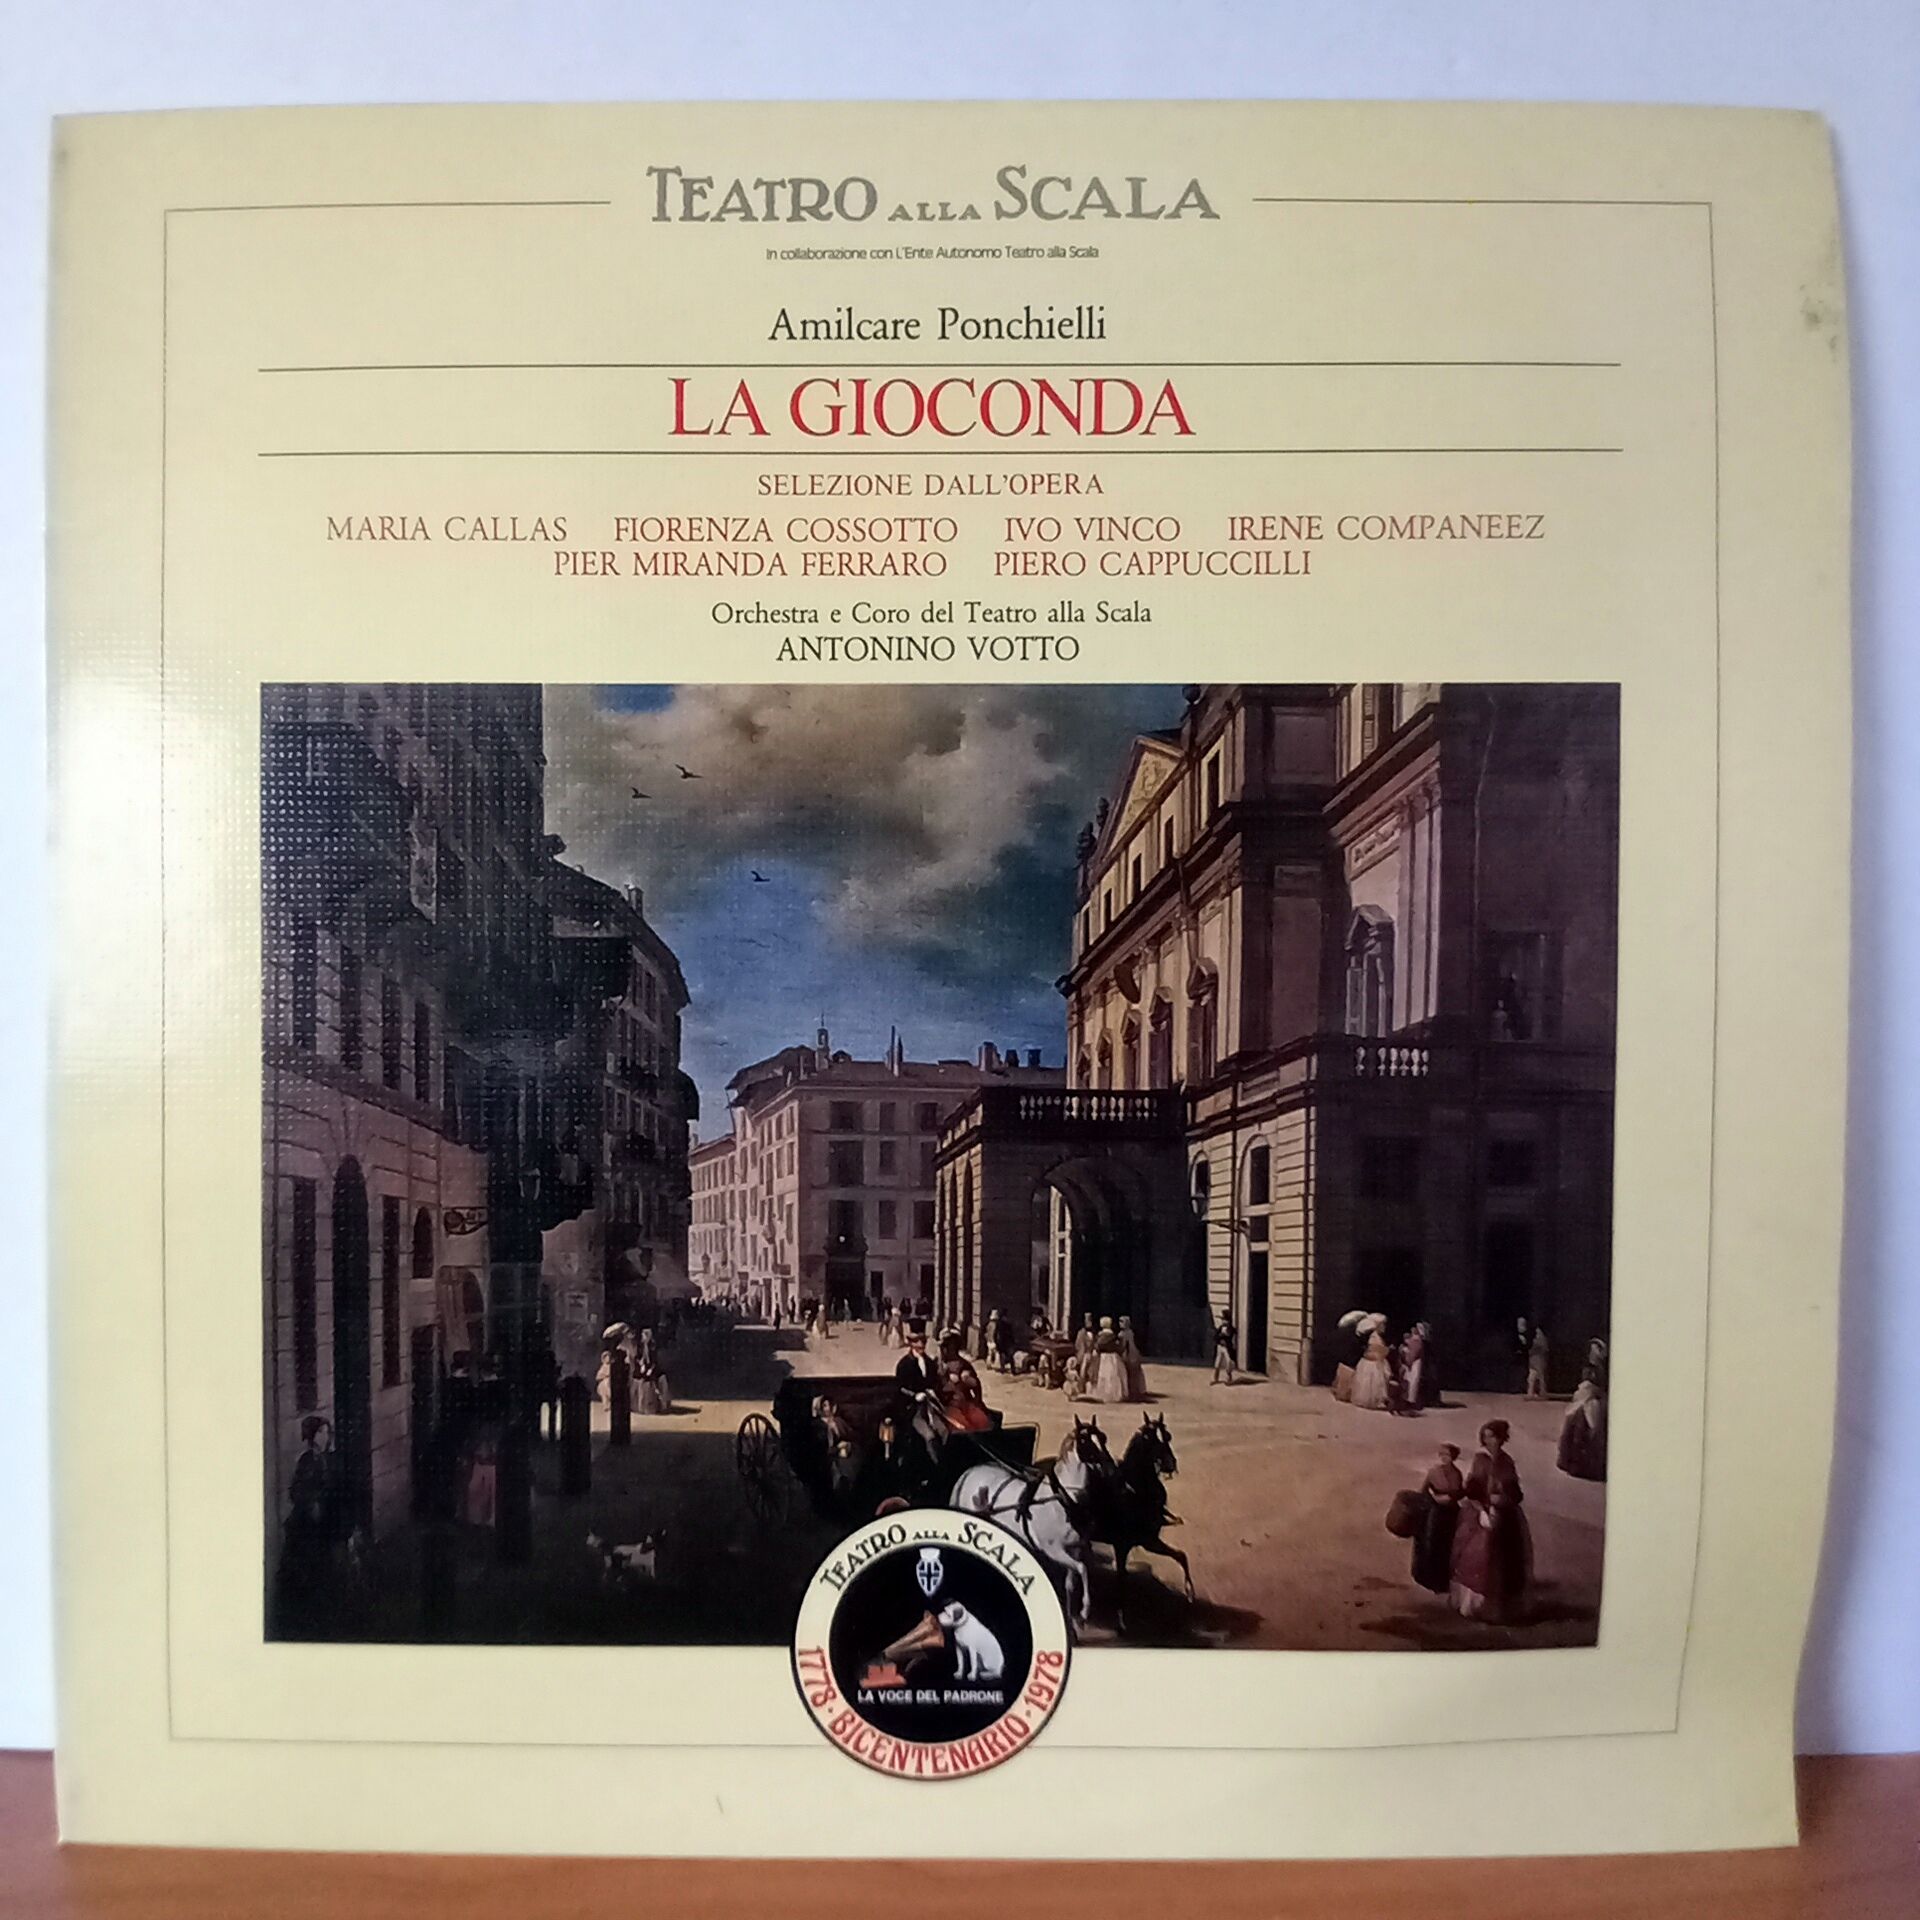 TEATRO ALLA SCALA
In collaborazione con L'Ente Autonomo Teatro alla Scala
Amilcare Ponchielli
LA GIOCONDA
SELEZIONE DALL'OPERA
MARIA CALLAS FIORENZA COSSOTTO IVO VINCO IRENE COMPANEEZ
PIER MIRANDA FERRARO PIERO CAPPUCCILLI
Orchestra e Coro del Teatro alla Scala
ANTONINO VOTTO
TEATRO ALLA SCALA
LA VOCE DEL PADRONE
1778 · BICENTENARIO · 1978